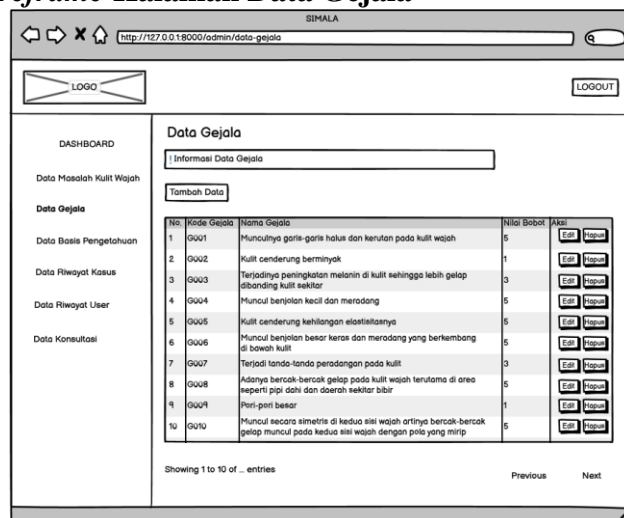 Halaman Data Gejala
SIMALA
http://127.0.0.1:8000/admin/data-gejala
LOGO
LOGOUT
DASHBOARD
Data Masalah Kulit Wajah
Data Gejala
Data Basis Pengetahuan
Data Riwayat Kasus
Data Riwayat User
Data Konsultasi
Data Gejala
! Informasi Data Gejala
Tambah Data
No. Kode Gejala Nama Gejala Nilai Bobot Aksi
1 G001 Munculnya garis-garis halus dan kerutan pada kulit wajah 5 Edit Hapus
2 G002 Kulit cenderung berminyak 1 Edit Hapus
3 G003 Terjadinya peningkatan melanin di kulit sehingga lebih gelap
dibanding kulit sekitar 3 Edit Hapus
4 G004 Muncul benjolan kecil dan meradang 5 Edit Hapus
5 G005 Kulit cenderung kehilangan elastisitasnya 5 Edit Hapus
6 G006 Muncul benjolan besar keras dan meradang yang berkembang
di bawah kulit 5 Edit Hapus
7 G007 Terjadi tanda-tanda peradangan pada kulit 3 Edit Hapus
8 G008 Adanya bercak-bercak gelap pada kulit wajah terutama di area
seperti pipi dahi dan daerah sekitar bibir 5 Edit Hapus
9 G009 Pori-pori besar 1 Edit Hapus
10 G010 Muncul secara simetris di kedua sisi wajah artinya bercak-bercak
gelap muncul pada kedua sisi wajah dengan pola yang mirip 5 Edit Hapus
Showing 1 to 10 of ... entries
Previous Next